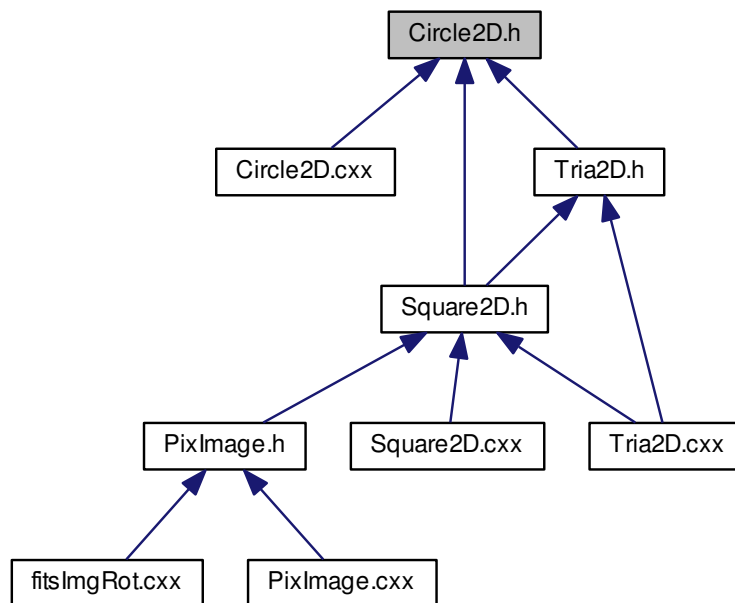 Circle2D.h
Circle2D.cxx
Tria2D.h
Square2D.h
PixImage.h
Square2D.cxx
Tria2D.cxx
fitsImgRot.cxx
PixImage.cxx